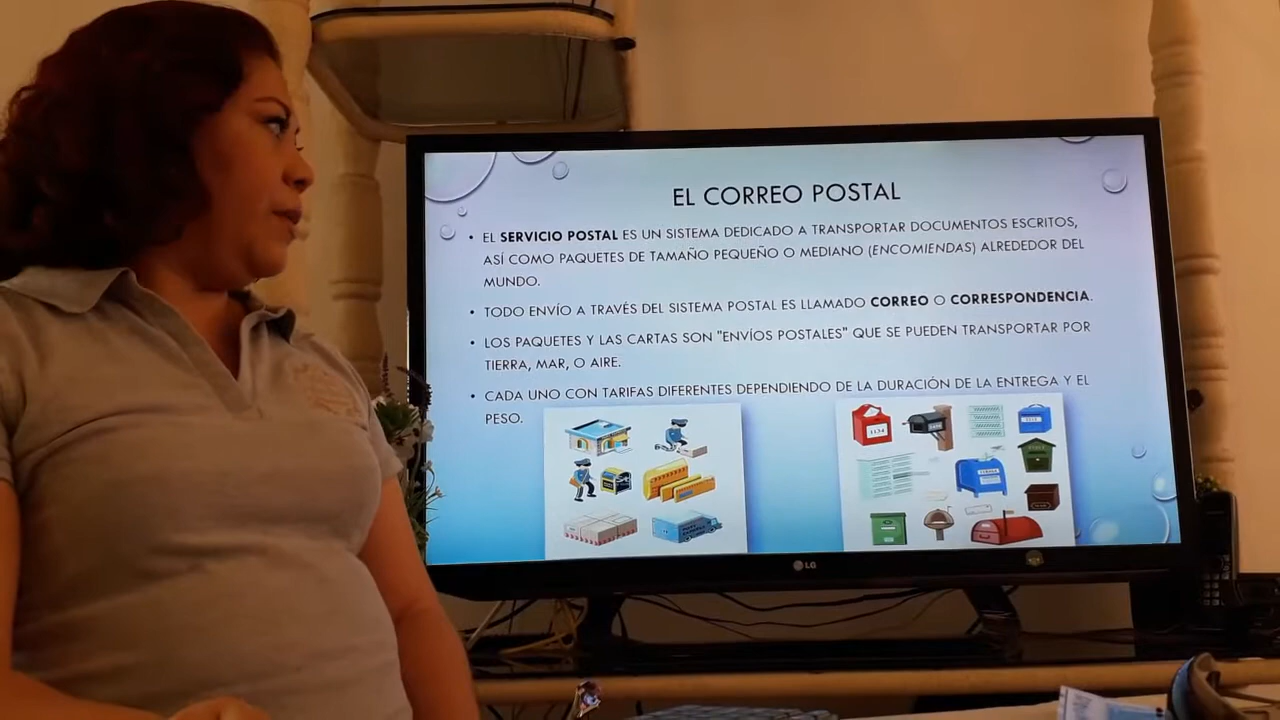 EL CORREO POSTAL
• EL SERVICIO POSTAL ES UN SISTEMA DEDICADO A TRANSPORTAR DOCUMENTOS ESCRITOS,
ASÍ COMO PAQUETES DE TAMAÑO PEQUEÑO O MEDIANO (ENCOMIENDAS) ALREDEDOR DEL
MUNDO.
• TODO ENVÍO A TRAVÉS DEL SISTEMA POSTAL ES LLAMADO CORREO O CORRESPONDENCIA.
• LOS PAQUETES Y LAS CARTAS SON "ENVÍOS POSTALES" QUE SE PUEDEN TRANSPORTAR POR
TIERRA, MAR, O AIRE.
• CADA UNO CON TARIFAS DIFERENTES DEPENDIENDO DE LA DURACIÓN DE LA ENTREGA Y EL
PESO.
1134
LG